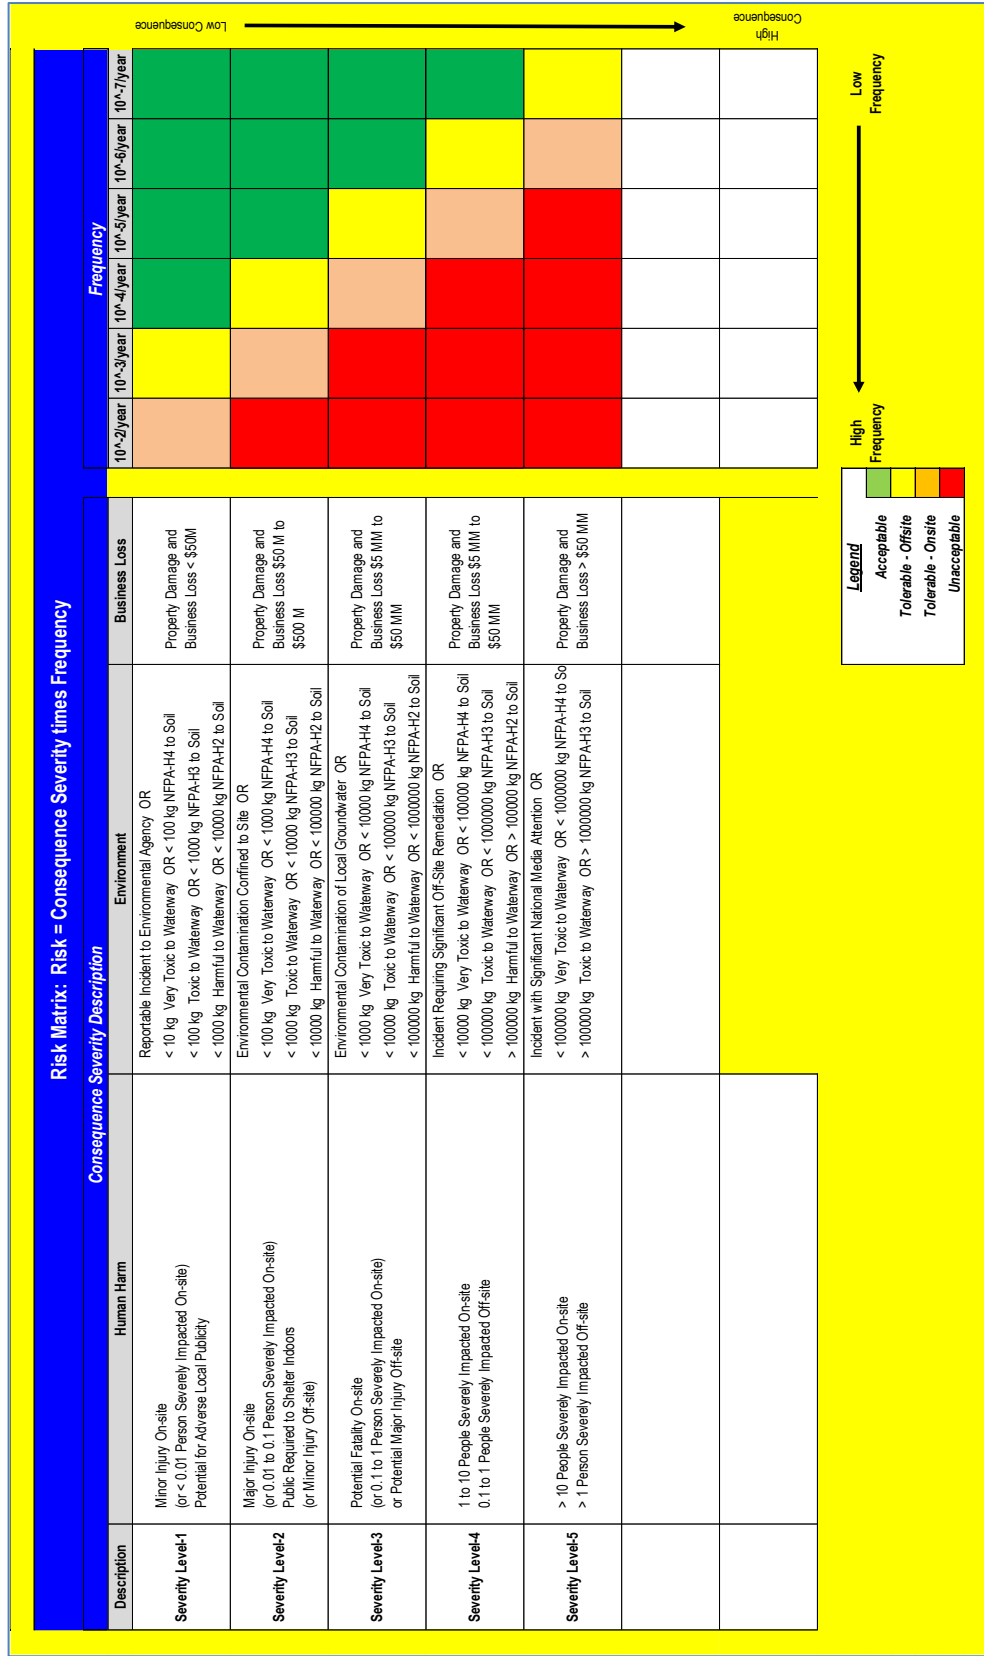 Risk Matrix: Risk = Consequence Severity times Frequency
Consequence Severity Description
Frequency
Description
Human Harm
Environment
Business Loss
10^-2/year
10^-3/year
10^-4/year
10^-5/year
10^-6/year
10^-7/year
Low Consequence
Severity Level-1
Minor Injury On-site
(or < 0.01 Person Severely Impacted On-site)
Potential for Adverse Local Publicity
Reportable Incident to Environmental Agency OR
< 10 kg Very Toxic to Waterway OR < 100 kg NFPA-H4 to Soil
< 100 kg Toxic to Waterway OR < 1000 kg NFPA-H3 to Soil
< 1000 kg Harmful to Waterway OR < 10000 kg NFPA-H2 to Soil
Property Damage and
Business Loss < $50M
Severity Level-2
Major Injury On-site
(or 0.01 to 0.1 Person Severely Impacted On-site)
Public Required to Shelter Indoors
(or Minor Injury Off-site)
Environmental Contamination Confined to Site OR
< 100 kg Very Toxic to Waterway OR < 1000 kg NFPA-H4 to Soil
< 1000 kg Toxic to Waterway OR < 10000 kg NFPA-H3 to Soil
< 10000 kg Harmful to Waterway OR < 100000 kg NFPA-H2 to Soil
Property Damage and
Business Loss $50 M to
$500 M
Severity Level-3
Potential Fatality On-site
(or 0.1 to 1 Person Severely Impacted On-site)
or Potential Major Injury Off-site
Environmental Contamination of Local Groundwater OR
< 1000 kg Very Toxic to Waterway OR < 10000 kg NFPA-H4 to Soil
< 10000 kg Toxic to Waterway OR < 100000 kg NFPA-H3 to Soil
< 100000 kg Harmful to Waterway OR < 1000000 kg NFPA-H2 to Soil
Property Damage and
Business Loss $5 MM to
$50 MM
Severity Level-4
1 to 10 People Severely Impacted On-site
0.1 to 1 People Severely Impacted Off-site
Incident Requiring Significant Off-Site Remediation OR
< 10000 kg Very Toxic to Waterway OR < 100000 kg NFPA-H4 to Soil
< 100000 kg Toxic to Waterway OR < 1000000 kg NFPA-H3 to Soil
> 100000 kg Harmful to Waterway OR > 1000000 kg NFPA-H2 to Soil
Property Damage and
Business Loss $5 MM to
$50 MM
Severity Level-5
> 10 People Severely Impacted On-site
> 1 Person Severely Impacted Off-site
Incident with Significant National Media Attention OR
< 100000 kg Very Toxic to Waterway OR < 1000000 kg NFPA-H4 to So
> 100000 kg Toxic to Waterway OR > 1000000 kg NFPA-H3 to Soil
Property Damage and
Business Loss > $50 MM
High
Consequence
High
Frequency
Low
Frequency
Legend
Acceptable
Tolerable - Offsite
Tolerable - Onsite
Unacceptable